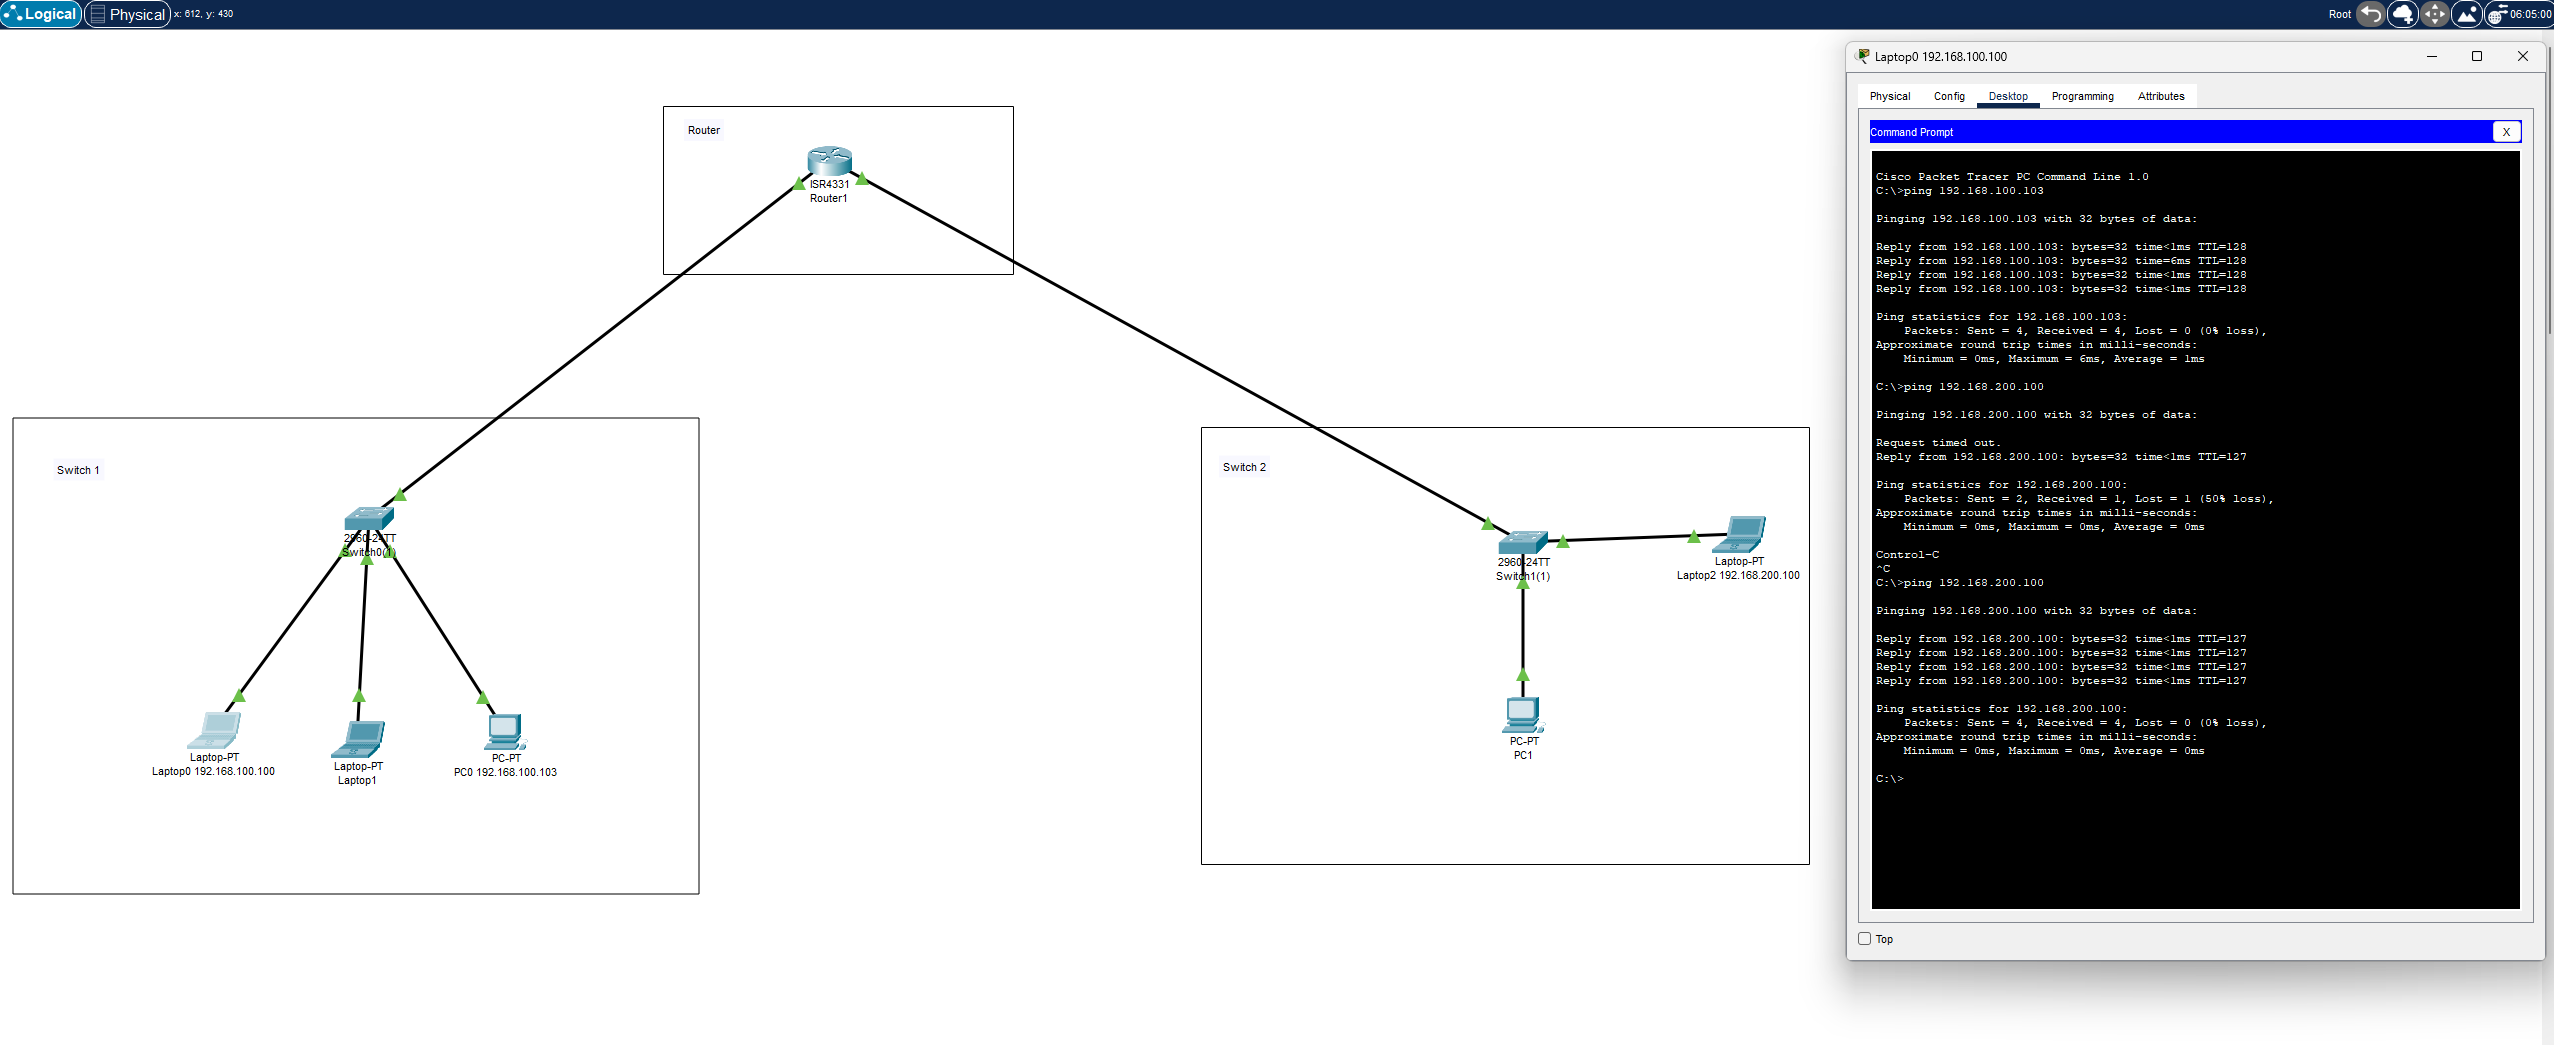 Logical
Physical
x: 612, y: 430
Root
06:05:00
Router
ISR4331
Router1
Switch 1
2960-24TT
Switch0(1)
Laptop-PT
Laptop0 192.168.100.100
Laptop-PT
Laptop1
PC-PT
PC0 192.168.100.103
Switch 2
2960-24TT
Switch1(1)
Laptop-PT
Laptop2 192.168.200.100
PC-PT
PC1
Laptop0 192.168.100.100
Physical Config Desktop Programming Attributes
Command Prompt
X
Cisco Packet Tracer PC Command Line 1.0
C:\>ping 192.168.100.103
Pinging 192.168.100.103 with 32 bytes of data:
Reply from 192.168.100.103: bytes=32 time<1ms TTL=128
Reply from 192.168.100.103: bytes=32 time=6ms TTL=128
Reply from 192.168.100.103: bytes=32 time<1ms TTL=128
Reply from 192.168.100.103: bytes=32 time<1ms TTL=128
Ping statistics for 192.168.100.103:
Packets: Sent = 4, Received = 4, Lost = 0 (0% loss),
Approximate round trip times in milli-seconds:
Minimum = 0ms, Maximum = 6ms, Average = 1ms
C:\>ping 192.168.200.100
Pinging 192.168.200.100 with 32 bytes of data:
Request timed out.
Reply from 192.168.200.100: bytes=32 time<1ms TTL=127
Ping statistics for 192.168.200.100:
Packets: Sent = 2, Received = 1, Lost = 1 (50% loss),
Approximate round trip times in milli-seconds:
Minimum = 0ms, Maximum = 0ms, Average = 0ms
Control-C
^C
C:\>ping 192.168.200.100
Pinging 192.168.200.100 with 32 bytes of data:
Reply from 192.168.200.100: bytes=32 time<1ms TTL=127
Reply from 192.168.200.100: bytes=32 time<1ms TTL=127
Reply from 192.168.200.100: bytes=32 time<1ms TTL=127
Reply from 192.168.200.100: bytes=32 time<1ms TTL=127
Ping statistics for 192.168.200.100:
Packets: Sent = 4, Received = 4, Lost = 0 (0% loss),
Approximate round trip times in milli-seconds:
Minimum = 0ms, Maximum = 0ms, Average = 0ms
C:\>
Top